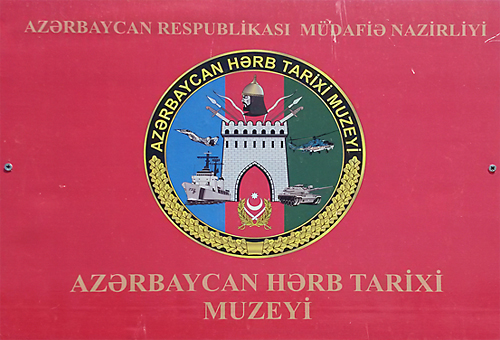 AZƏRBAYCAN RESPUBLİKASI MÜDAFİƏ NAZİRLİYİ
AZƏRBAYCAN HƏRB TARİXİ MUZEYİ
AZƏRBAYCAN HƏRB TARİXİ
MUZEYİ